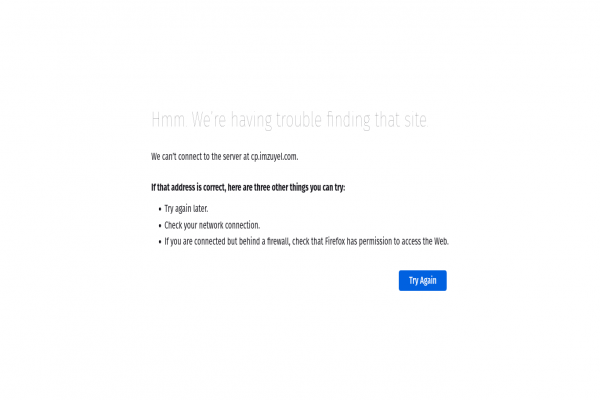 Hmm. We're having trouble finding that site
We can't connect to the server at cp.imzuyel.com.
If that address is correct, here are three other things you can try:
• Try again later.
• Check your network connection.
• If you are connected but behind a firewall, check that Firefox has permission to access the Web.
Try Again